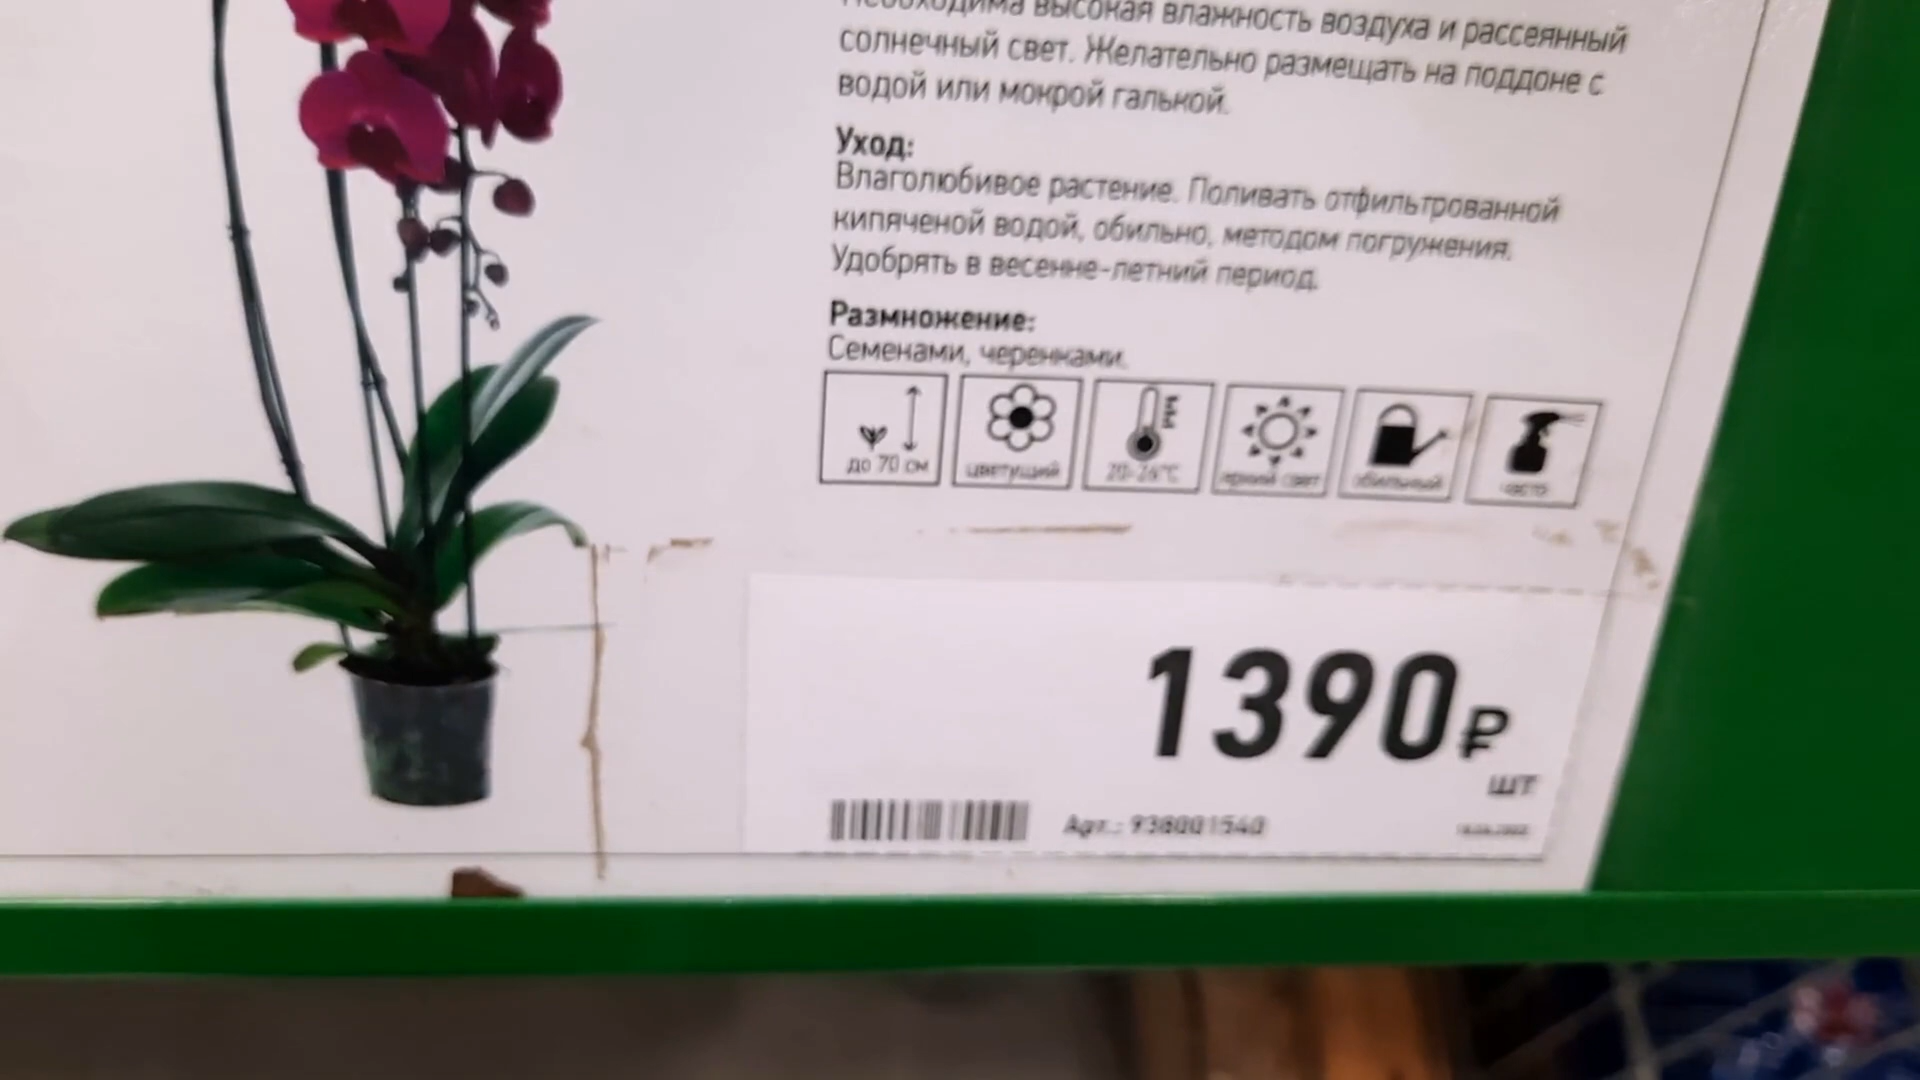 Необходима высокая влажность воздуха и рассеянный
солнечный свет. Желательно размещать на поддоне с
водой или мокрой галькой.
Уход:
Влаголюбивое растение. Поливать отфильтрованной
кипяченой водой, обильно, методом погружения.
Удобрять в весенне-летний период.
Размножение:
Семенами, черенками.
до 70 см
цветущий
20-26°C
яркий свет
обильный
часто
1390 ₽
шт
Арт.: 938001540